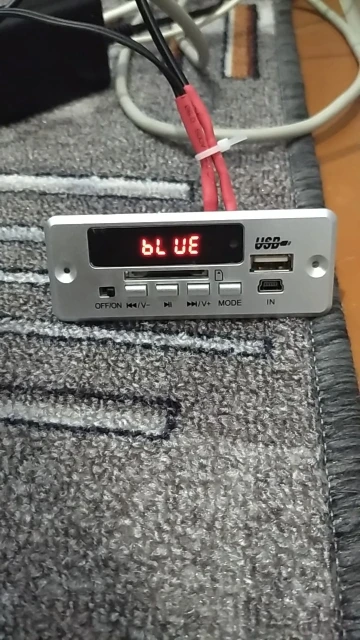 bLUE
USB
OFF/ON ⏮/V- ⏯ ⏭/V+ MODE IN